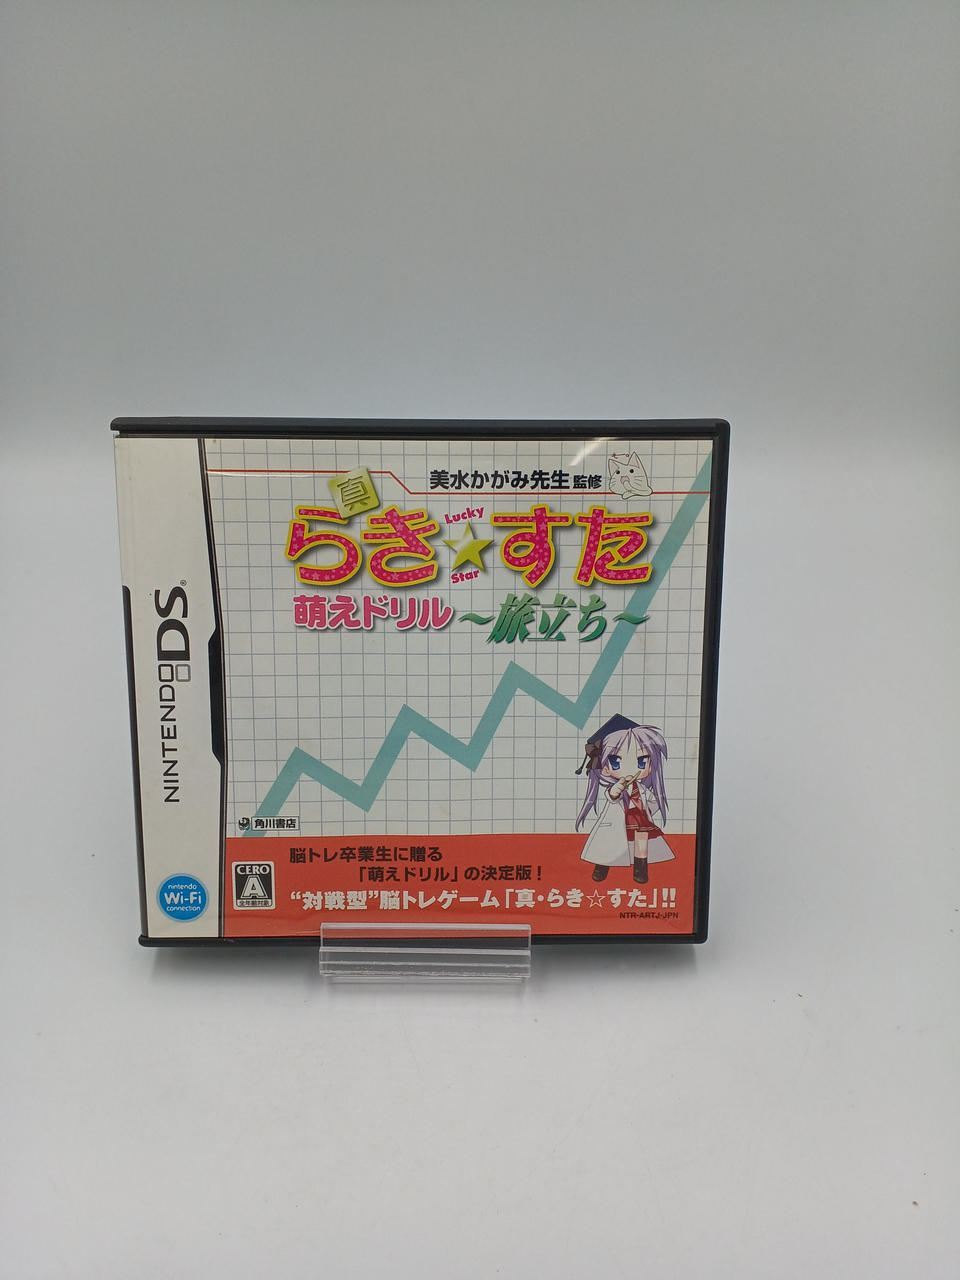 美水かがみ先生監修
真
らき☆すた
Lucky
Star
萌えドリル ～旅立ち～
NINTENDO DS®
角川書店
脳トレ卒業生に贈る
「萌えドリル」の決定版！
“対戦型”脳トレゲーム「真・らき☆すた」!!
NTR-ARTJ-JPN
CERO
A
全年齢対象
nintendo
Wi-Fi
connection